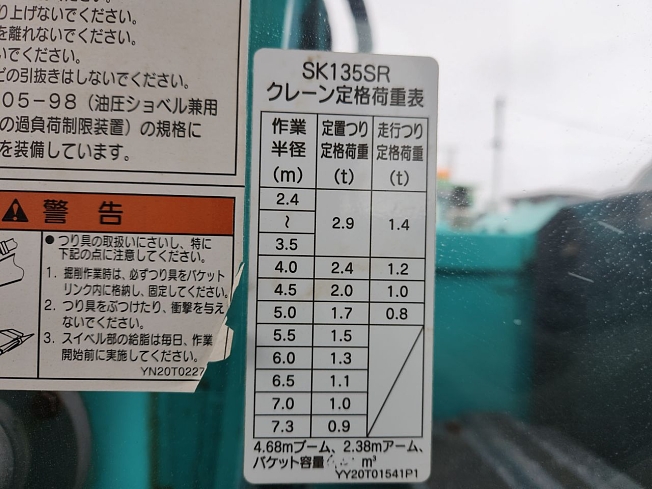 り上げないでください。
を離れないでください。
いでください。
どの引抜きはしないでください。
05-98（油圧ショベル兼用
の過負荷制限装置）の規格に
を装備しています。
警 告
● つり具の取扱いにさいし、特に
下記の点に注意してください。
1. 掘削作業時は、必ずつり具をバケット
リンク内に格納し、固定してください。
2. つり具をぶつけたり、衝撃を与え
ないでください。
3. スイベル部の給脂は毎日、作業
開始前に実施してください。
YN20T0227
SK135SR
クレーン定格荷重表
作業半径(m) 定置つり定格荷重(t) 走行つり定格荷重(t)
2.4 ～ 3.5 2.9 1.4
4.0 2.4 1.2
4.5 2.0 1.0
5.0 1.7 0.8
5.5 1.5
6.0 1.3
6.5 1.1
7.0 1.0
7.3 0.9
4.68mブーム、2.38mアーム、
バケット容量 m³
YY20T01541P1